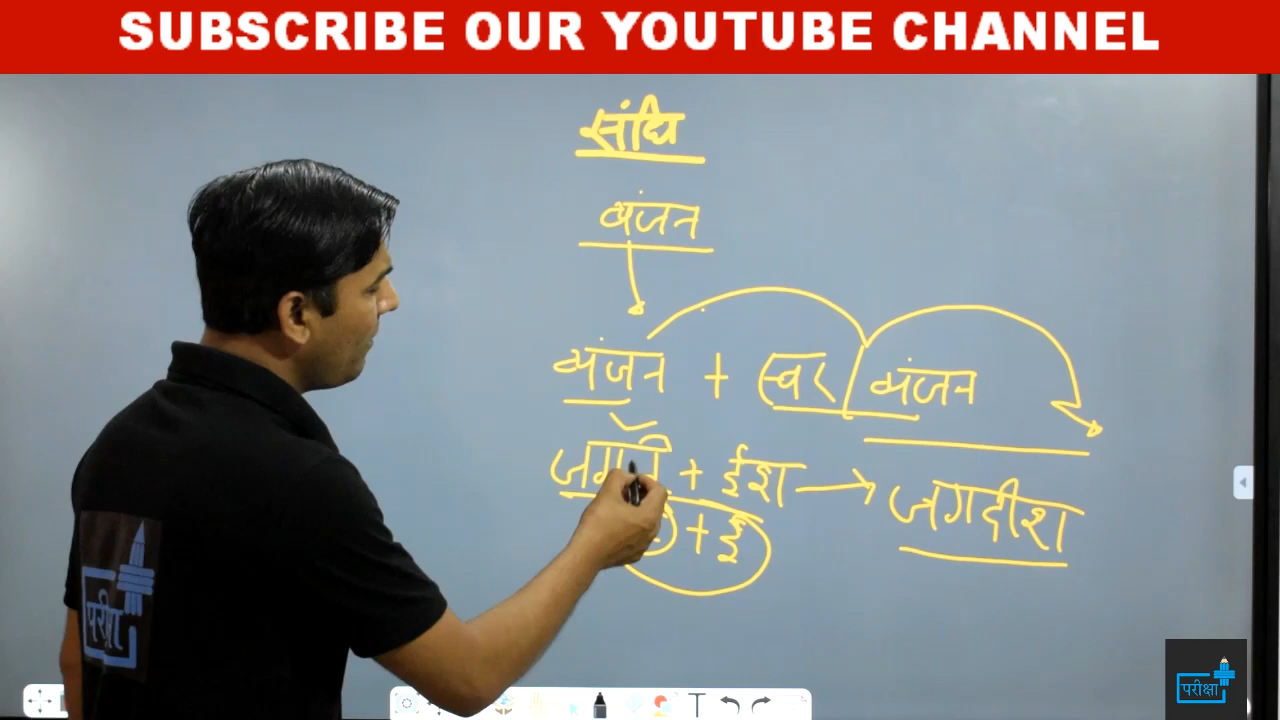 SUBSCRIBE OUR YOUTUBE CHANNEL
संधि
व्यंजन
व्यंजन + स्वर/व्यंजन
+ ईश → जगदीश
+ ई
परीक्षा
परीक्षा
T